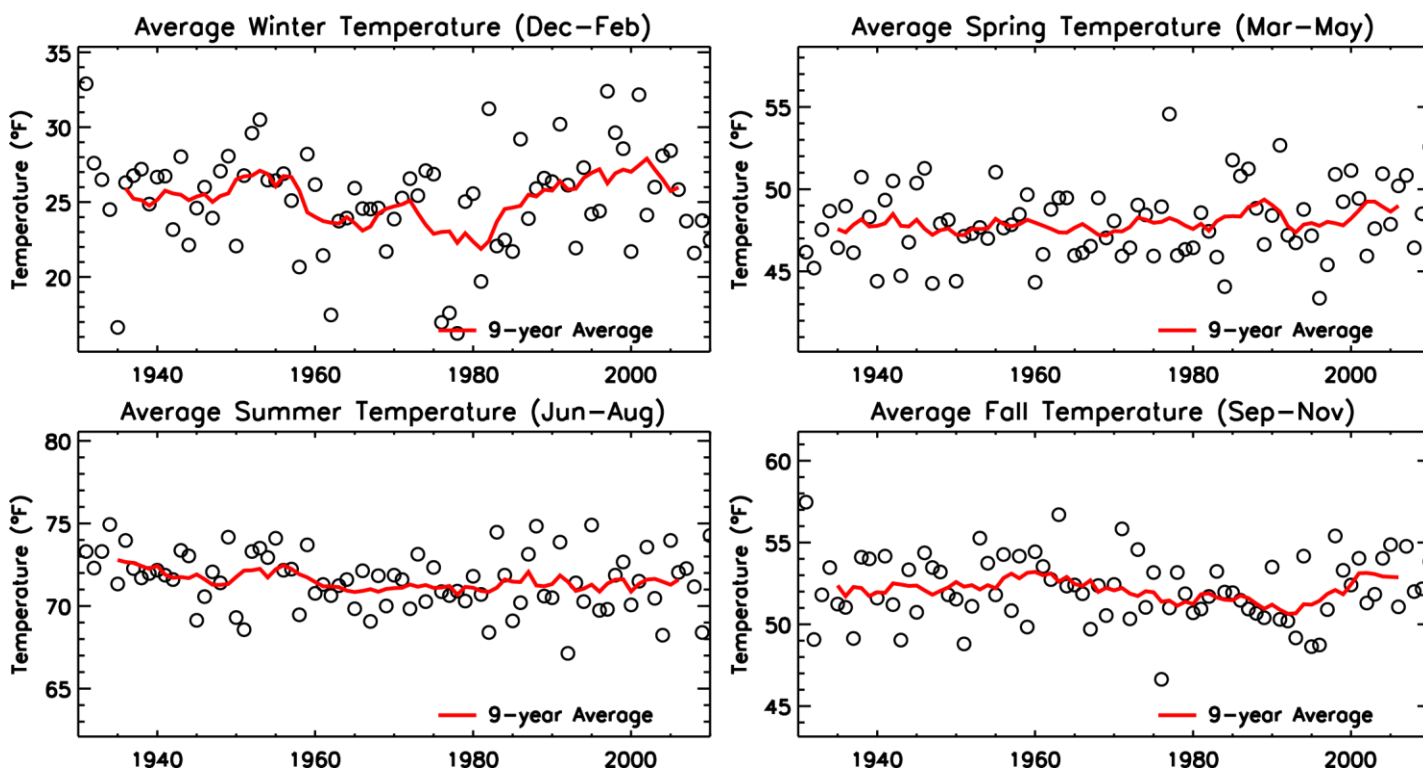 Average Winter Temperature (Dec-Feb)
35
30
25
20
Temperature (°F)
9-year Average
1940 1960 1980 2000
Average Spring Temperature (Mar-May)
55
50
45
Temperature (°F)
9-year Average
1940 1960 1980 2000
Average Summer Temperature (Jun-Aug)
80
75
70
65
Temperature (°F)
9-year Average
1940 1960 1980 2000
Average Fall Temperature (Sep-Nov)
60
55
50
45
Temperature (°F)
9-year Average
1940 1960 1980 2000